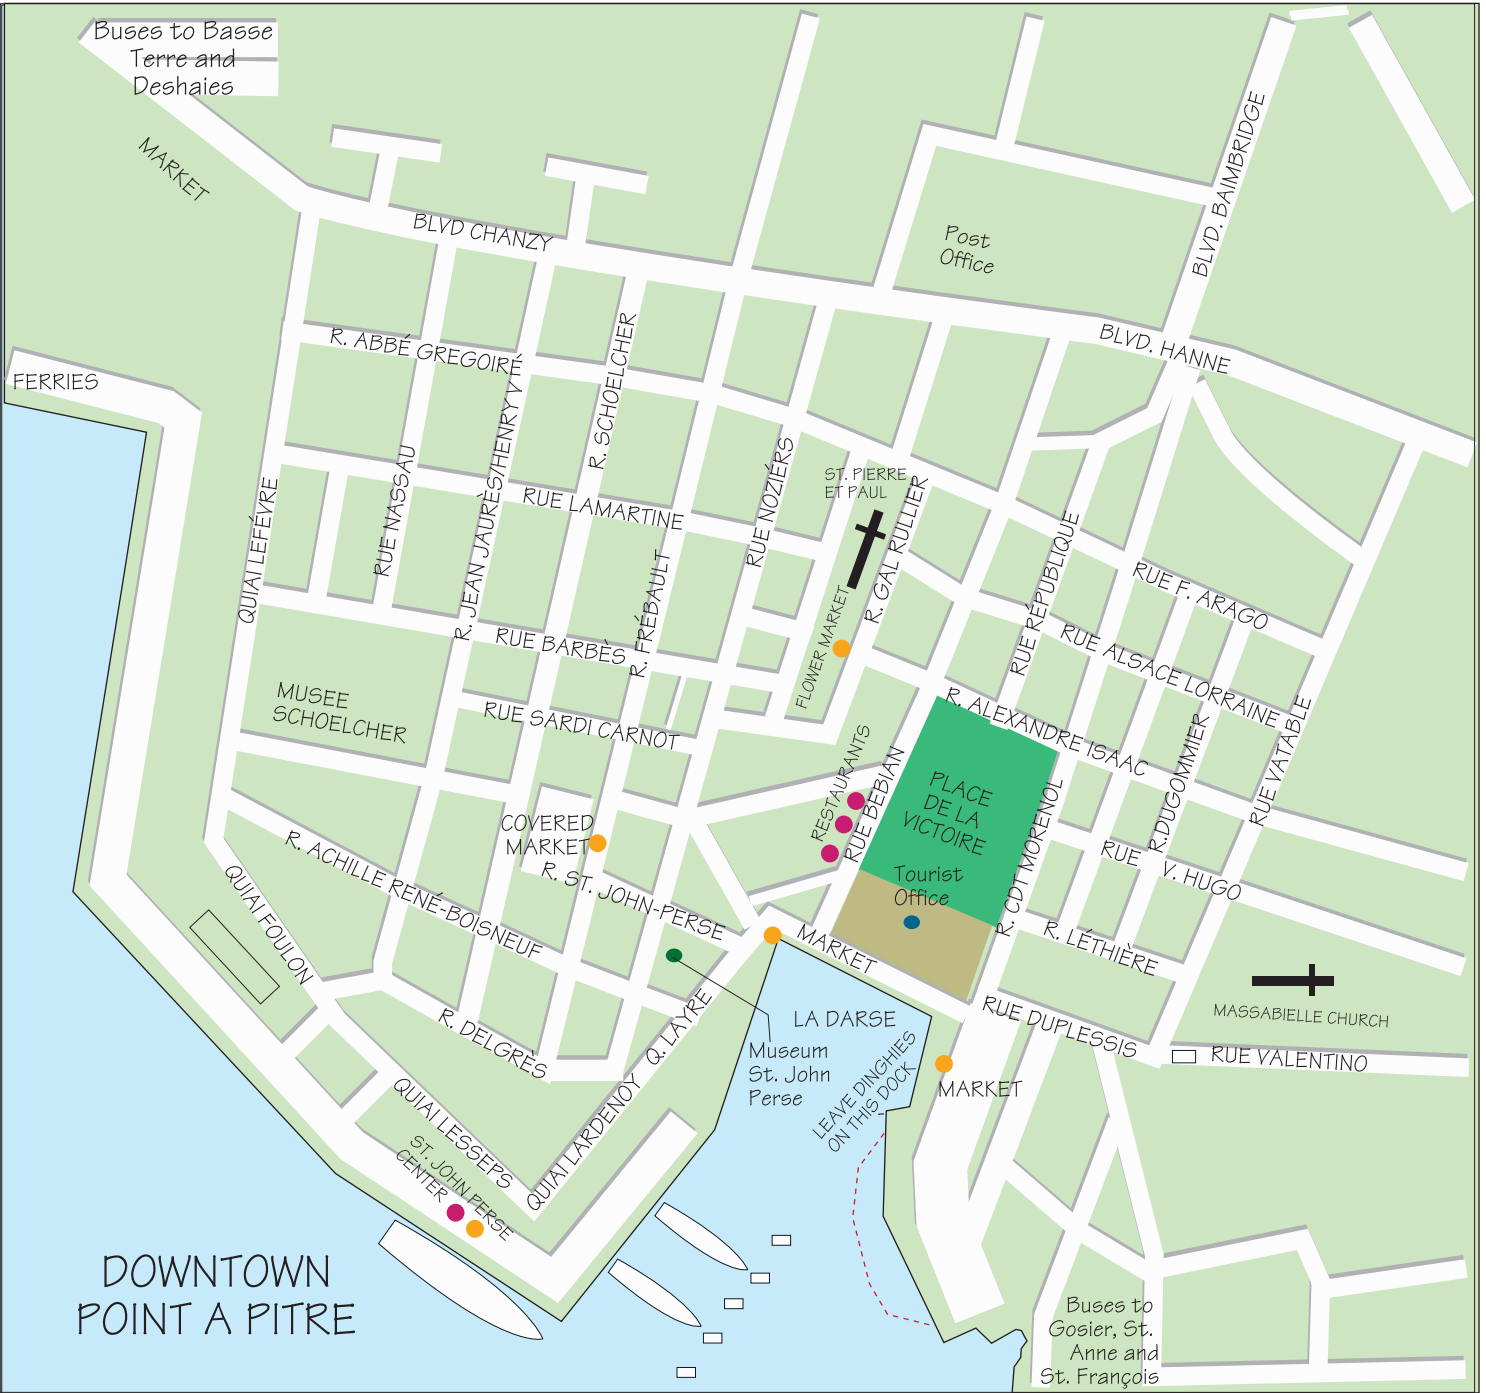 Buses to Basse
Terre and
Deshaies
MARKET
BLVD CHANZY
BLVD. BAIMBRIDGE
Post
Office
BLVD. HANNE
R. ABBÉ GREGOIRÉ
FERRIES
R. SCHOELCHER
R. JEAN JAURÈS/HENRY V
RUE NASSAU
QUIAI LEFÉVRE
RUE LAMARTINE
RUE NOZIÉRS
ST. PIERRE
ET PAUL
R. GAL RULLIER
FLOWER MARKET
RUE RÉPUBLIQUE
RUE F. ARAGO
RUE ALSACE LORRAINE
RUE BARBÈS
R. FRÉBAULT
MUSEE
SCHOELCHER
RUE SARDI CARNOT
R. ALEXANDRE ISAAC
R.DUGOMMIER
RUE VATABLE
RESTAURANTS
RUE BEBIAN
PLACE
DE LA
VICTOIRE
R. CDT MORENOL
Tourist
Office
RUE V. HUGO
R. LÉTHIÈRE
COVERED
MARKET
R. ST. JOHN-PERSE
R. ACHILLE RENÉ-BOISNEUF
QUIAI FOULON
MARKET
MASSABIELLE CHURCH
RUE DUPLESSIS
RUE VALENTINO
LA DARSE
R. DELGRÈS
Q. LAYRE
Museum
St. John
Perse
LEAVE DINGHIES
ON THIS DOCK
MARKET
QUIAI LESSEPS
QUIAI LARDENOY
ST. JOHN PERSE
CENTER
DOWNTOWN
POINT A PITRE
Buses to
Gosier, St.
Anne and
St. François